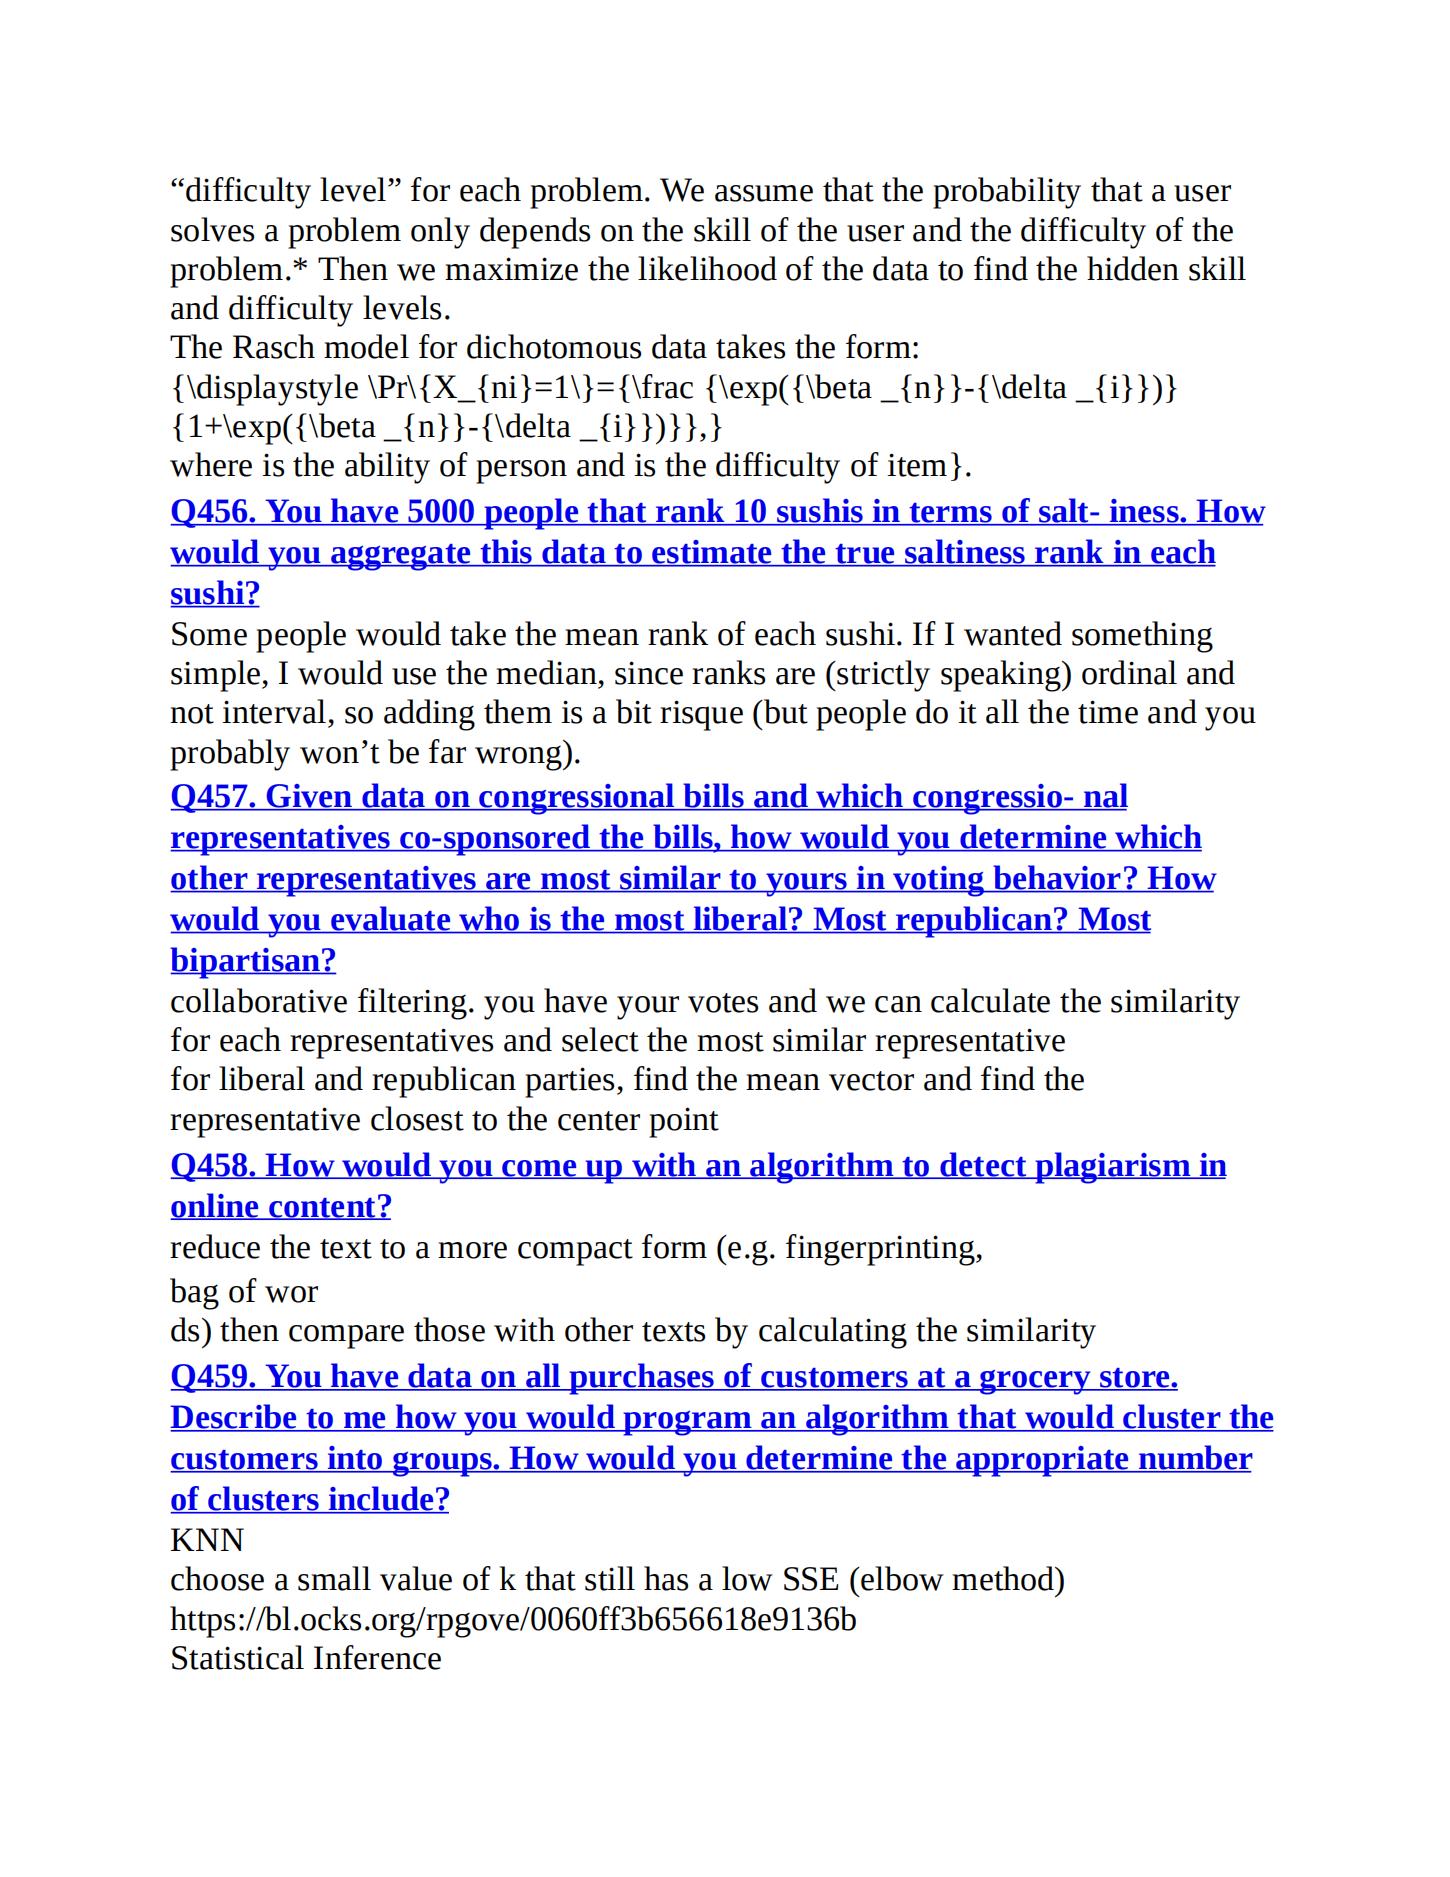 “difficulty level” for each problem. We assume that the probability that a user
solves a problem only depends on the skill of the user and the difficulty of the
problem.* Then we maximize the likelihood of the data to find the hidden skill
and difficulty levels.
The Rasch model for dichotomous data takes the form:
{\displaystyle \Pr\{X_{ni}=1\}={\frac {\exp({\beta _{n}}-{\delta _{i}})}
{1+\exp({\beta _{n}}-{\delta _{i}})}},}
where is the ability of person and is the difficulty of item}.
Q456. You have 5000 people that rank 10 sushis in terms of salt- iness. How
would you aggregate this data to estimate the true saltiness rank in each
sushi?
Some people would take the mean rank of each sushi. If I wanted something
simple, I would use the median, since ranks are (strictly speaking) ordinal and
not interval, so adding them is a bit risque (but people do it all the time and you
probably won’t be far wrong).
Q457. Given data on congressional bills and which congressio- nal
representatives co-sponsored the bills, how would you determine which
other representatives are most similar to yours in voting behavior? How
would you evaluate who is the most liberal? Most republican? Most
bipartisan?
collaborative filtering. you have your votes and we can calculate the similarity
for each representatives and select the most similar representative
for liberal and republican parties, find the mean vector and find the
representative closest to the center point
Q458. How would you come up with an algorithm to detect plagiarism in
online content?
reduce the text to a more compact form (e.g. fingerprinting,
bag of wor
ds) then compare those with other texts by calculating the similarity
Q459. You have data on all purchases of customers at a grocery store.
Describe to me how you would program an algorithm that would cluster the
customers into groups. How would you determine the appropriate number
of clusters include?
KNN
choose a small value of k that still has a low SSE (elbow method)
https://bl.ocks.org/rpgove/0060ff3b656618e9136b
Statistical Inference